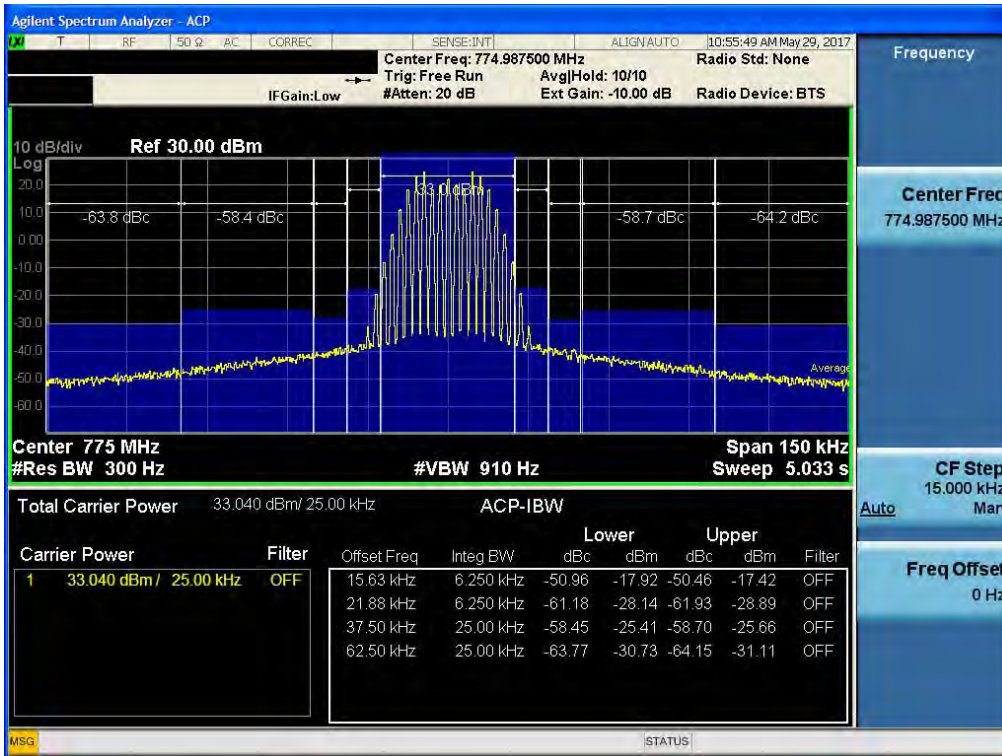 Agilent Spectrum Analyzer - ACP
LXI T RF 50 Ω AC CORREC SENSE:INT ALIGN AUTO 10:55:49 AM May 29, 2017
Center Freq: 774.987500 MHz Radio Std: None
Trig: Free Run Avg|Hold: 10/10
IFGain:Low #Atten: 20 dB Ext Gain: -10.00 dB Radio Device: BTS
10 dB/div Ref 30.00 dBm
Log
20.0
10.0
0.00
-10.0
-20.0
-30.0
-40.0
-50.0
-60.0
-63.8 dBc -58.4 dBc 33.0 dBm -58.7 dBc -64.2 dBc
Average
Center 775 MHz Span 150 kHz
#Res BW 300 Hz #VBW 910 Hz Sweep 5.033 s
Total Carrier Power 33.040 dBm/ 25.00 kHz ACP-IBW
Lower Upper
Carrier Power Filter Offset Freq Integ BW dBc dBm dBc dBm Filter
1 33.040 dBm / 25.00 kHz OFF 15.63 kHz 6.250 kHz -50.96 -17.92 -50.46 -17.42 OFF
21.88 kHz 6.250 kHz -61.18 -28.14 -61.93 -28.89 OFF
37.50 kHz 25.00 kHz -58.45 -25.41 -58.70 -25.66 OFF
62.50 kHz 25.00 kHz -63.77 -30.73 -64.15 -31.11 OFF
MSG STATUS
Frequency
Center Freq
774.987500 MHz
CF Step
15.000 kHz
Auto Man
Freq Offset
0 Hz